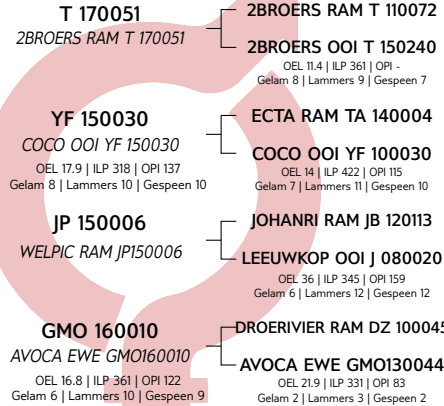 T 170051
2BROERS RAM T 170051
2BROERS RAM T 110072
2BROERS OOI T 150240
OEL 11.4 | ILP 361 | OPI -
Gelam 8 | Lammers 9 | Gespeen 7
YF 150030
COCO OOI YF 150030
OEL 17.9 | ILP 318 | OPI 137
Gelam 8 | Lammers 10 | Gespeen 10
ECTA RAM TA 140004
COCO OOI YF 100030
OEL 14 | ILP 422 | OPI 115
Gelam 7 | Lammers 11 | Gespeen 10
JP 150006
WELPIC RAM JP150006
JOHANRI RAM JB 120113
LEEUWKOP OOI J 080020
OEL 36 | ILP 345 | OPI 159
Gelam 6 | Lammers 12 | Gespeen 12
GMO 160010
AVOCA EWE GMO160010
OEL 16.8 | ILP 361 | OPI 122
Gelam 6 | Lammers 10 | Gespeen 9
DROERIVIER RAM DZ 100045
AVOCA EWE GMO130044
OEL 21.9 | ILP 331 | OPI 83
Gelam 2 | Lammers 3 | Gespeen 2